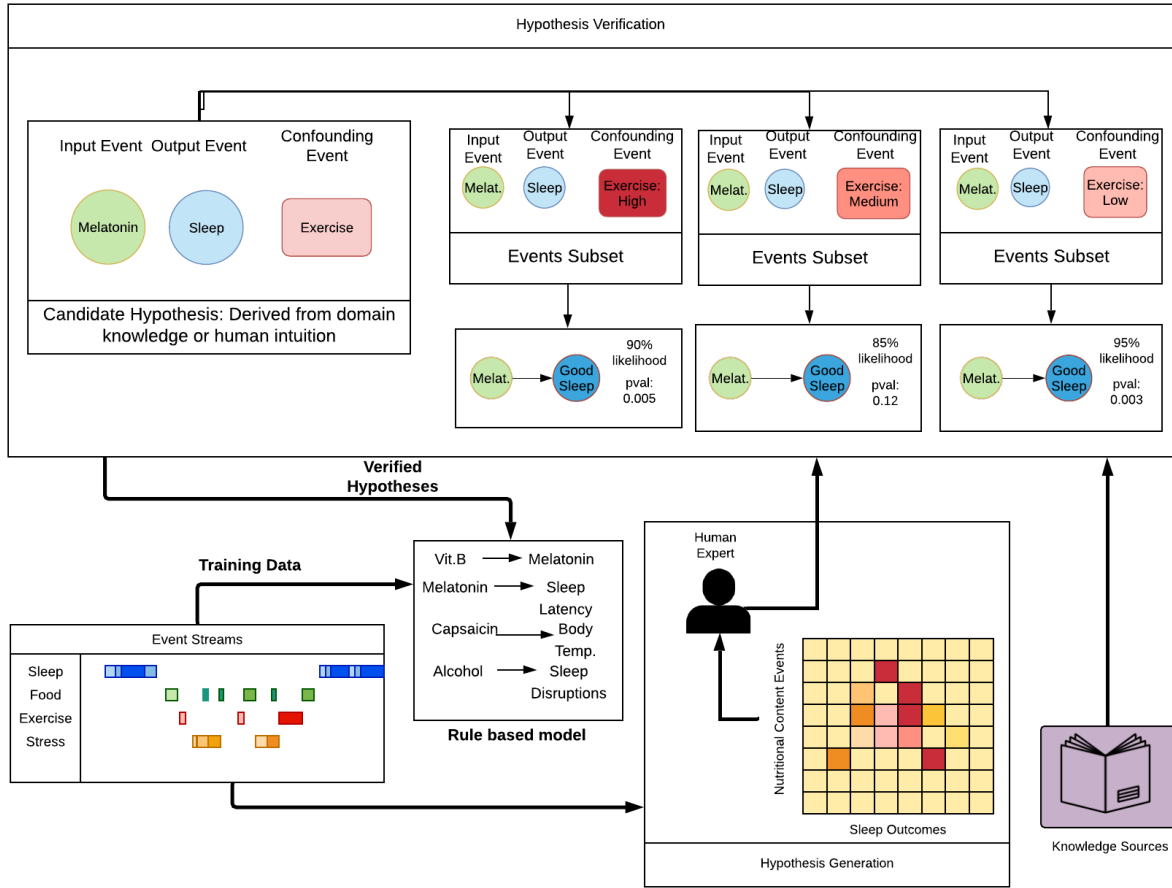 Hypothesis Verification
Input Event
Output Event
Confounding
Event
Melatonin
Sleep
Exercise
Candidate Hypothesis: Derived from domain
knowledge or human intuition
Input
Event
Output
Event
Confounding
Event
Melat.
Sleep
Exercise:
High
Events Subset
Input
Event
Output
Event
Confounding
Event
Melat.
Sleep
Exercise:
Medium
Events Subset
Input
Event
Output
Event
Confounding
Event
Melat.
Sleep
Exercise:
Low
Events Subset
Melat.
Good
Sleep
90%
likelihood
pval:
0.005
Melat.
Good
Sleep
85%
likelihood
pval:
0.12
Melat.
Good
Sleep
95%
likelihood
pval:
0.003
Verified
Hypotheses
Training Data
Vit.B
Melatonin
Melatonin
Sleep
Latency
Capsaicin
Body
Temp.
Alcohol
Sleep
Disruptions
Rule based model
Event Streams
Sleep
Food
Exercise
Stress
Human
Expert
Nutritional Content Events
Sleep Outcomes
Hypothesis Generation
Knowledge Sources